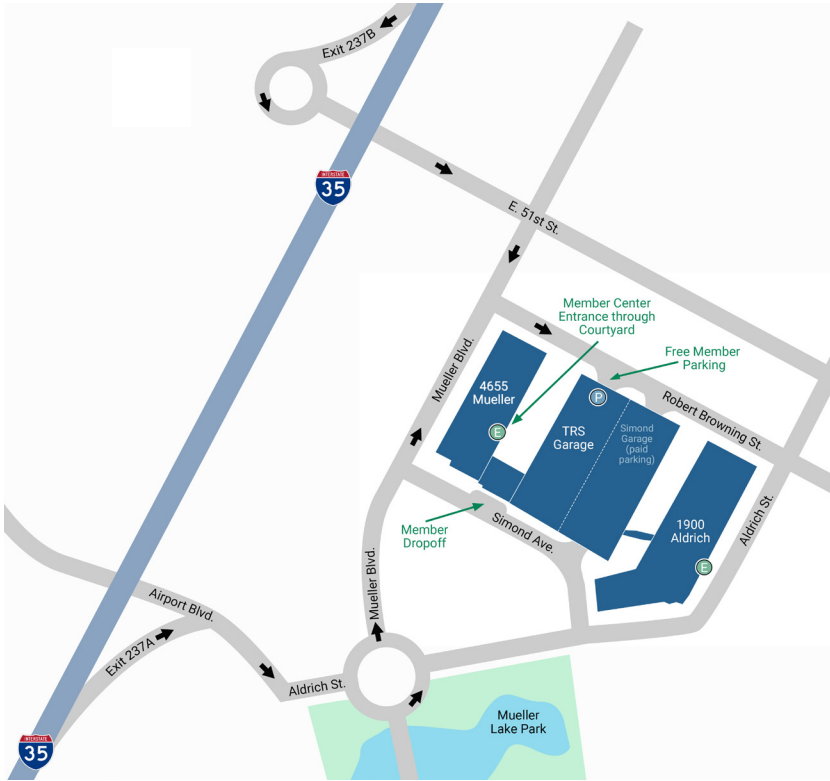 Exit 237B
INTERSTATE
35
E. 51st St.
Member Center
Entrance through
Courtyard
Free Member
Parking
Mueller Blvd.
4655
Mueller
P
E
TRS
Garage
Simond
Garage
(paid
parking)
Robert Browning St.
Member
Dropoff
Simond Ave.
1900
Aldrich
E
Aldrich St.
Mueller Blvd.
Airport Blvd.
Exit 237A
Aldrich St.
Mueller
Lake Park
INTERSTATE
35